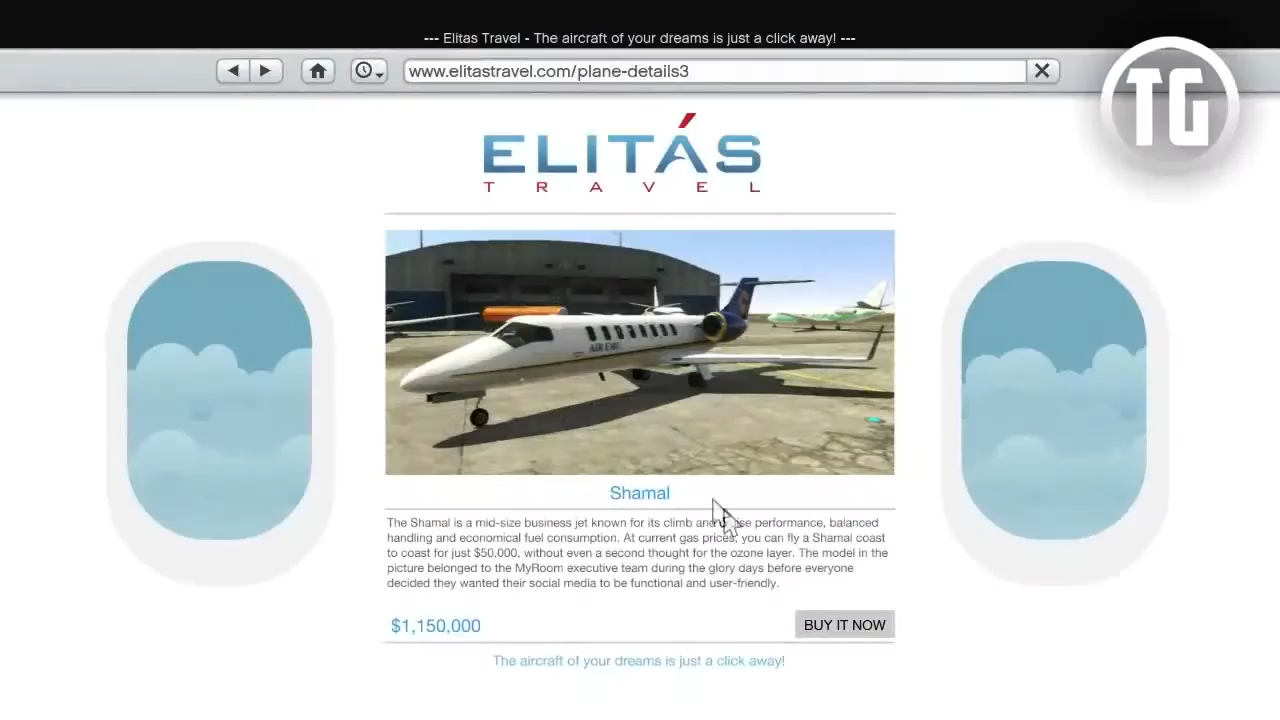 --- Elitas Travel - The aircraft of your dreams is just a click away! ---
www.elitastravel.com/plane-details3
TG
ELITÁS
TRAVEL
Shamal
The Shamal is a mid-size business jet known for its climb and performance, balanced
handling and economical fuel consumption. At current gas prices, you can fly a Shamal coast
to coast for just $50,000, without even a second thought for the ozone layer. The model in the
picture belonged to the MyRoom executive team during the glory days before everyone
decided they wanted their social media to be functional and user-friendly.
$1,150,000
BUY IT NOW
The aircraft of your dreams is just a click away!